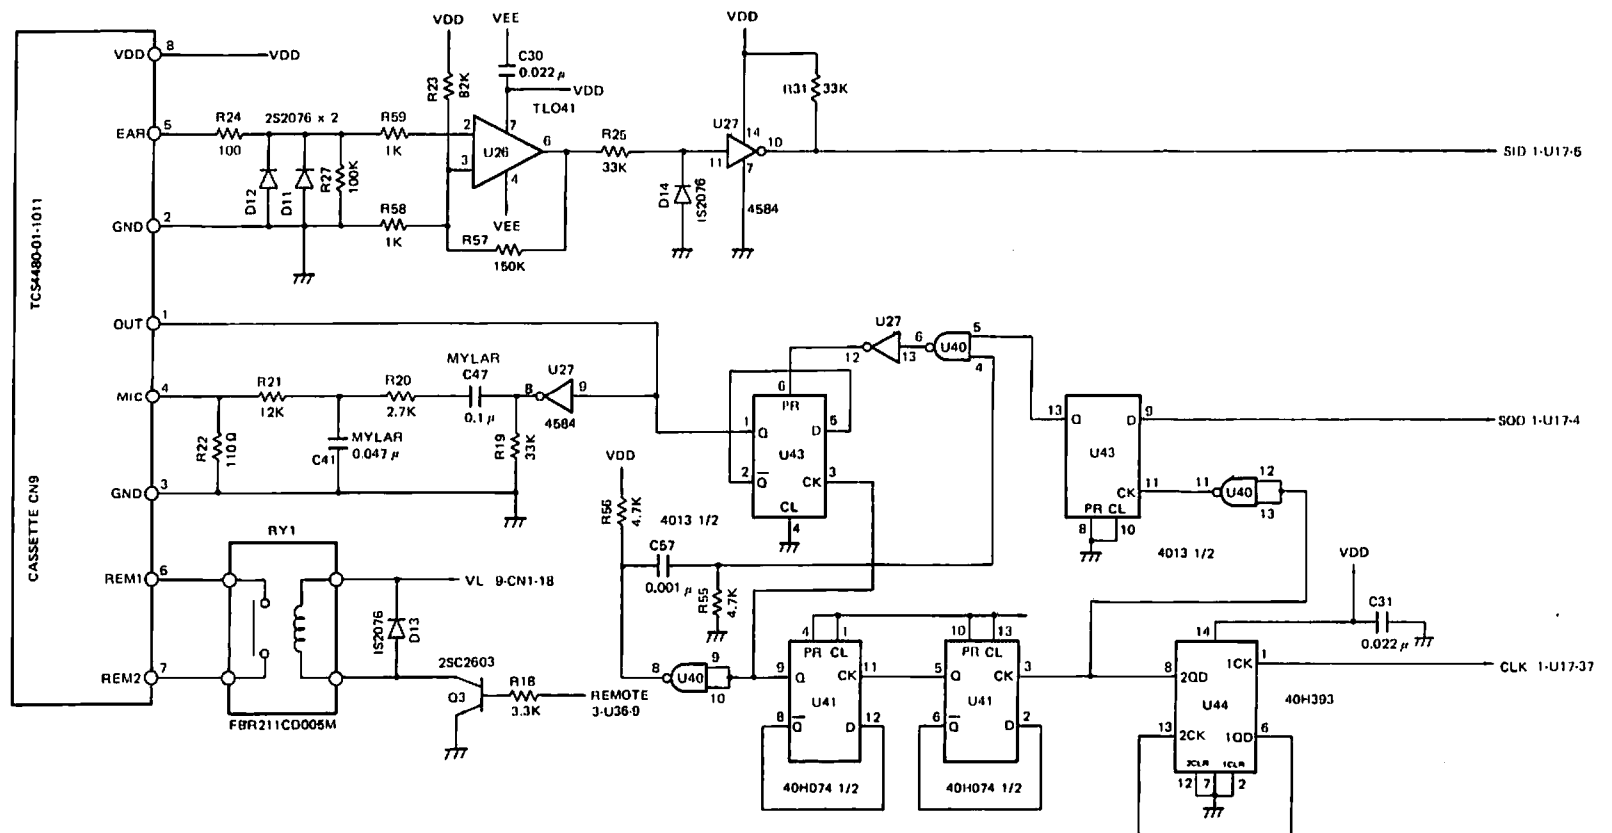 TCS4480-01-1011
CASSETTE CN9
VDD 8 VDD
EAR 5
GND 2
OUT 1
MIC 4
GND 3
REM1 6
REM2 7
R24
100
2S2076 x 2
D12
D11
R27
100K
R59
1K
R58
1K
VDD
R23
82K
VEE
C30
0.022 µ
VDD
TLO41
2
3
7
U26
6
4
VEE
R57
150K
R25
33K
D14
IS2076
VDD
U27
14
11
10
7
4584
R31 33K
SID 1-U17-5
R21
12K
R22
110Ω
MYLAR
0.047 µ
C41
R20
2.7K
MYLAR
C47
0.1 µ
U27
8
9
4584
R19
33K
U27
12
13
6
U40
5
4
6
PR
1 Q
D 5
U43
2 Q
CK 3
CL
4
4013 1/2
13
Q
D 9
U43
CK 11
PR CL
8
10
4013 1/2
11
U40
12
13
SOD 1-U17-4
VDD
R56
4.7K
C57
0.001 µ
R55
4.7K
RY1
FBR211CD005M
VL 9-CN1-18
IS2076
D13
2SC2603
Q3
R18
3.3K
REMOTE
3-U36-9
8
U40
9
10
4
1
PR CL
9 Q
CK 11
U41
8 Q
D 12
40H074 1/2
10
13
PR CL
5 Q
CK 3
U41
6 Q
D 2
40H074 1/2
VDD
C31
0.022 µ
14
8 2QD
1CK 1
U44
40H393
13 2CK
1QD 6
2CLR
1CLR
12
7
2
CLK 1-U17-37